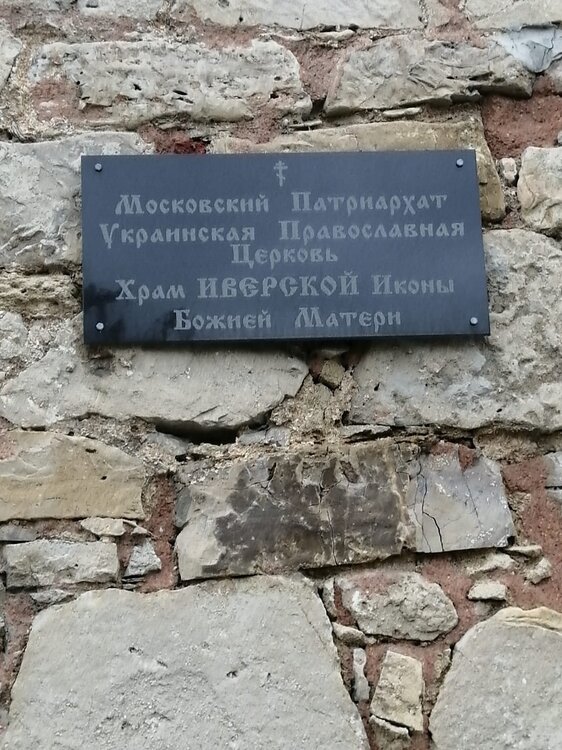 Московский Патриархат
Украинская Православная
Церковь
Храм ИВЕРСКОЙ Иконы
Божией Матери